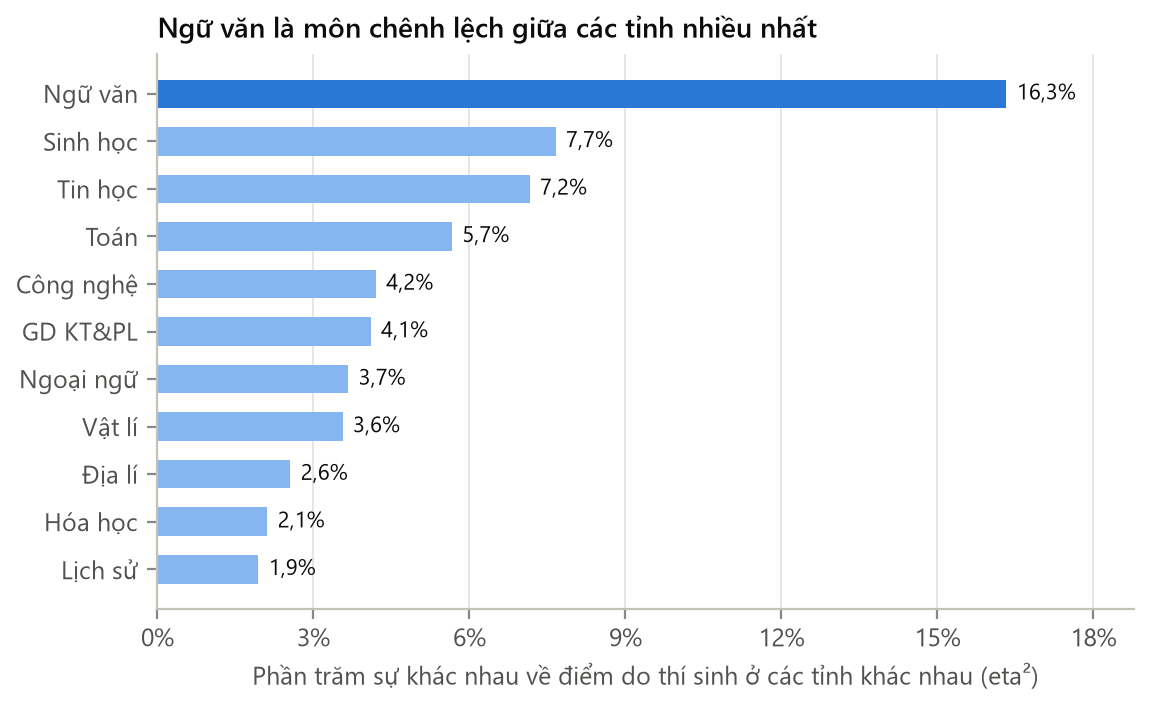 Ngữ văn là môn chênh lệch giữa các tỉnh nhiều nhất
Ngữ văn 16,3%
Sinh học 7,7%
Tin học 7,2%
Toán 5,7%
Công nghệ 4,2%
GD KT&PL 4,1%
Ngoại ngữ 3,7%
Vật lí 3,6%
Địa lí 2,6%
Hóa học 2,1%
Lịch sử 1,9%
0% 3% 6% 9% 12% 15% 18%
Phần trăm sự khác nhau về điểm do thí sinh ở các tỉnh khác nhau (eta²)